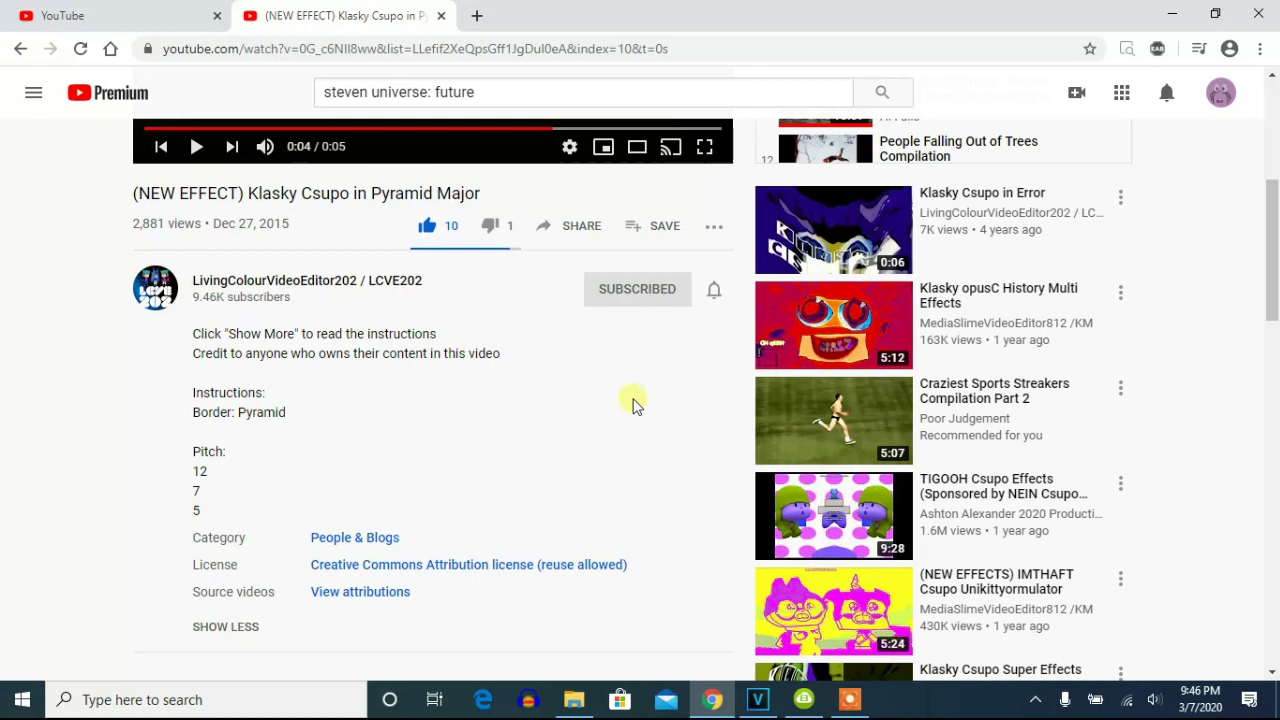 YouTube
(NEW EFFECT) Klasky Csupo in P
youtube.com/watch?v=0G_c6NIl8ww&list=LLefif2XeQpsGff1JgDuI0eA&index=10&t=0s
EAB
Premium
steven universe: future
0:04 / 0:05
12
People Falling Out of Trees
Compilation
(NEW EFFECT) Klasky Csupo in Pyramid Major
2,881 views • Dec 27, 2015
10
1
SHARE
SAVE
LivingColourVideoEditor202 / LCVE202
9.46K subscribers
SUBSCRIBED
Click "Show More" to read the instructions
Credit to anyone who owns their content in this video
Instructions:
Border: Pyramid
Pitch:
12
7
5
Category
People & Blogs
License
Creative Commons Attribution license (reuse allowed)
Source videos
View attributions
SHOW LESS
Klasky Csupo in Error
LivingColourVideoEditor202 / LC...
7K views • 4 years ago
0:06
Klasky opusC History Multi
Effects
MediaSlimeVideoEditor812 /KM
163K views • 1 year ago
5:12
Craziest Sports Streakers
Compilation Part 2
Poor Judgement
Recommended for you
5:07
TIGOOH Csupo Effects
(Sponsored by NEIN Csupo...
Ashton Alexander 2020 Producti...
1.6M views • 1 year ago
9:28
(NEW EFFECTS) IMTHAFT
Csupo Unikittyormulator
MediaSlimeVideoEditor812 /KM
430K views • 1 year ago
5:24
Klasky Csupo Super Effects
Type here to search
9:46 PM
3/7/2020